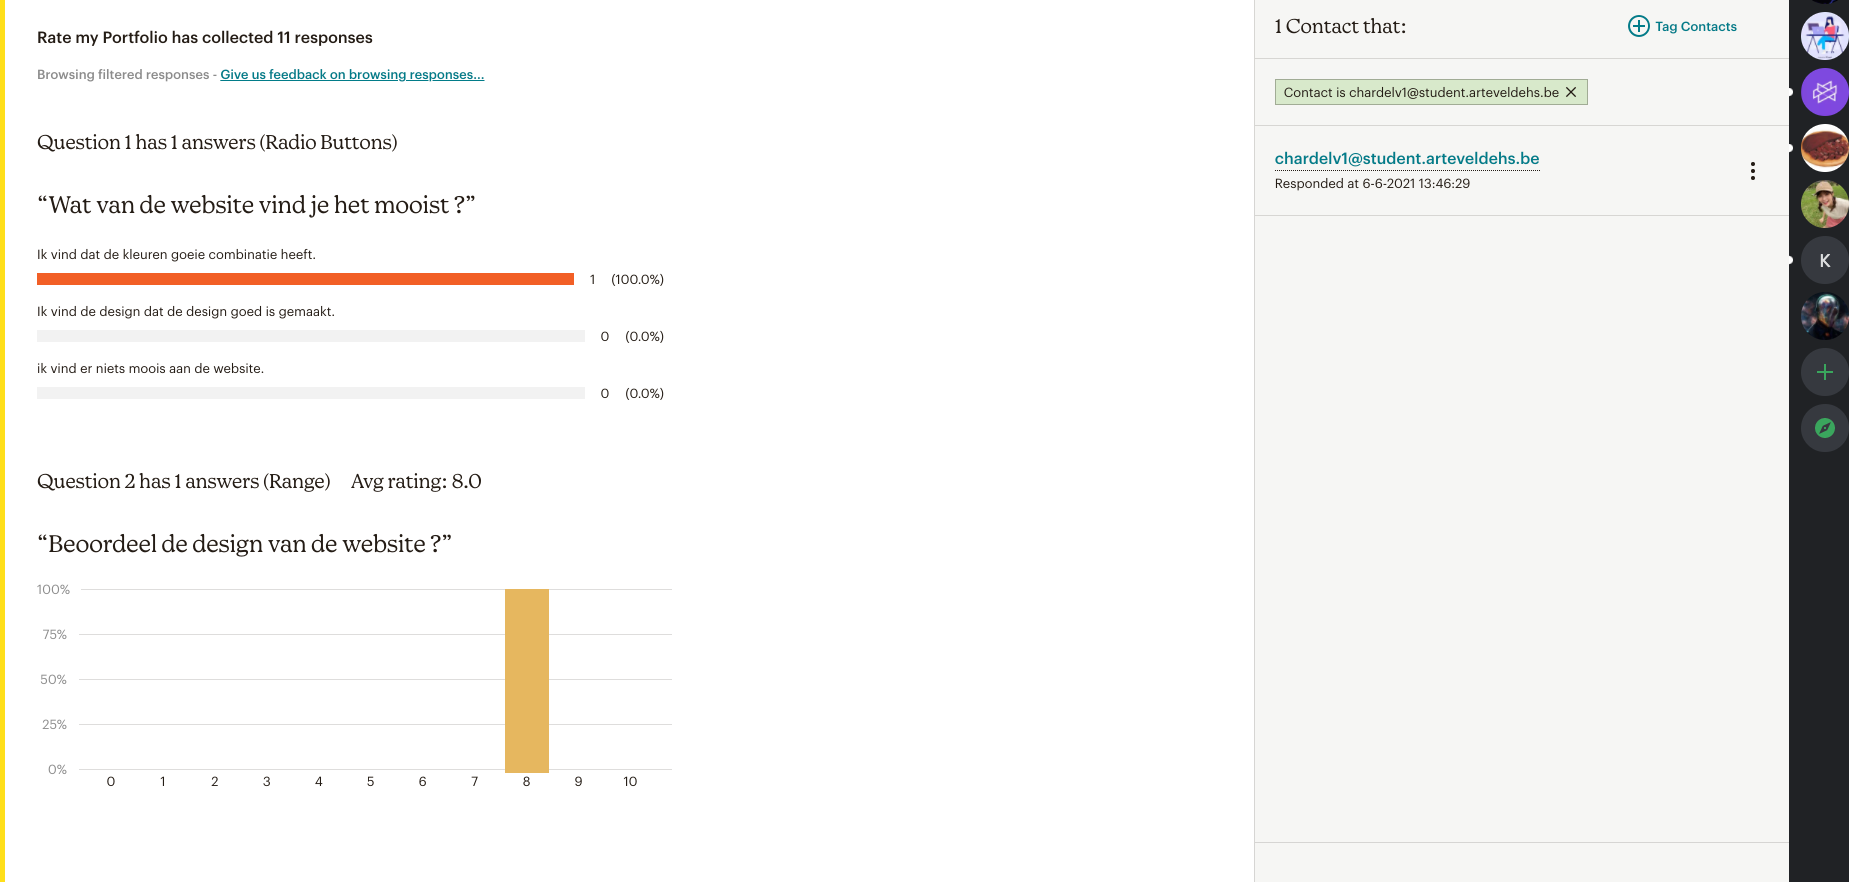 Rate my Portfolio has collected 11 responses
Browsing filtered responses - Give us feedback on browsing responses...
Question 1 has 1 answers (Radio Buttons)
“Wat van de website vind je het mooist ?”
Ik vind dat de kleuren goeie combinatie heeft.
1 (100.0%)
Ik vind de design dat de design goed is gemaakt.
0 (0.0%)
ik vind er niets moois aan de website.
0 (0.0%)
Question 2 has 1 answers (Range) Avg rating: 8.0
“Beoordeel de design van de website ?”
100%
75%
50%
25%
0%
0 1 2 3 4 5 6 7 8 9 10
1 Contact that:
Tag Contacts
Contact is chardelv1@student.arteveldehs.be
chardelv1@student.arteveldehs.be
Responded at 6-6-2021 13:46:29
K